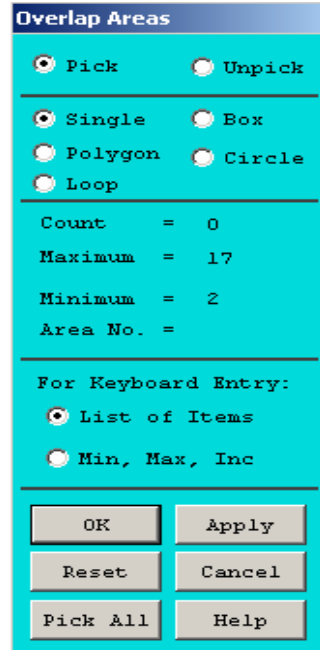 Overlap Areas
Pick Unpick
Single Box
Polygon Circle
Loop
Count = 0
Maximum = 17
Minimum = 2
Area No. =
For Keyboard Entry:
List of Items
Min, Max, Inc
OK Apply
Reset Cancel
Pick All Help